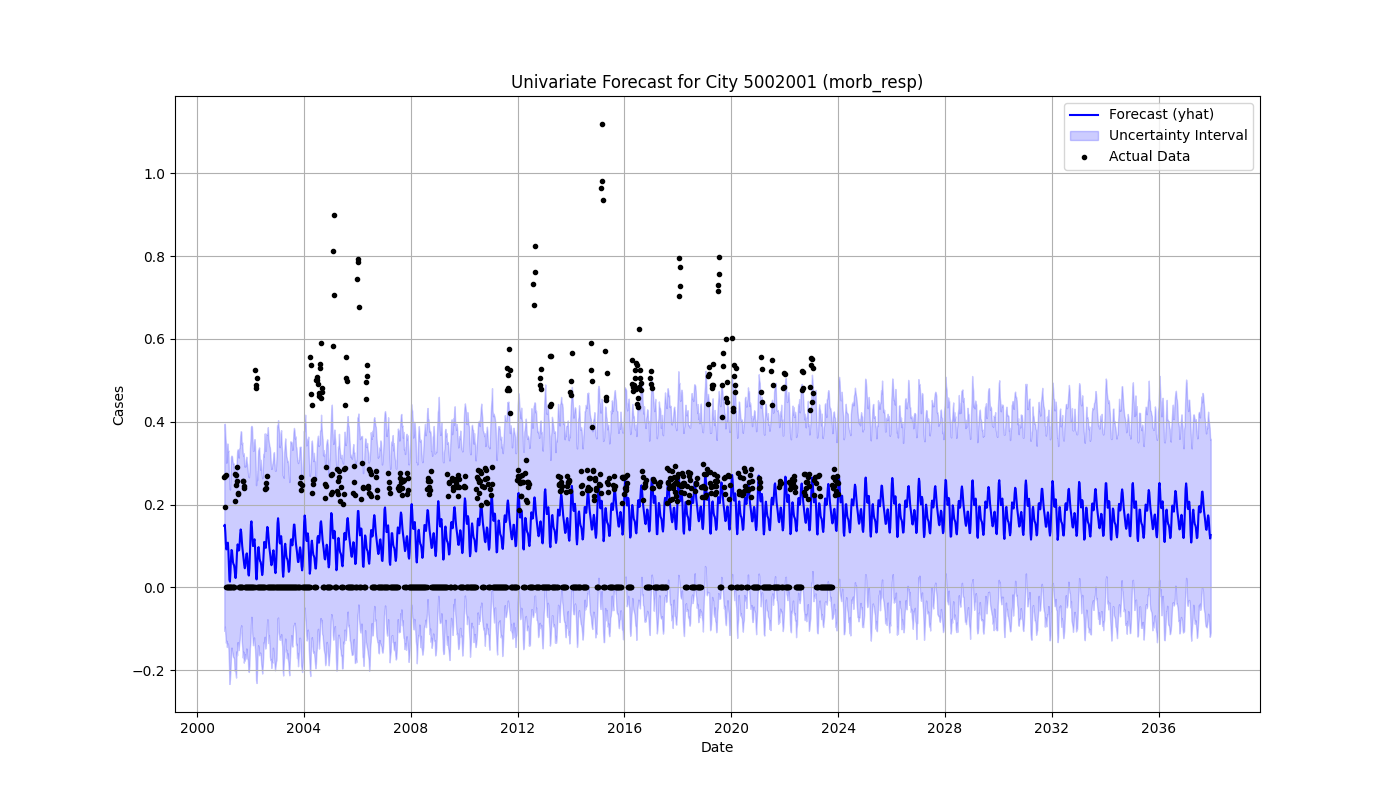 Univariate Forecast for City 5002001 (morb_resp)
Forecast (yhat)
Uncertainty Interval
Actual Data
1.0
0.8
0.6
0.4
0.2
0.0
−0.2
Cases
2000 2004 2008 2012 2016 2020 2024 2028 2032 2036
Date